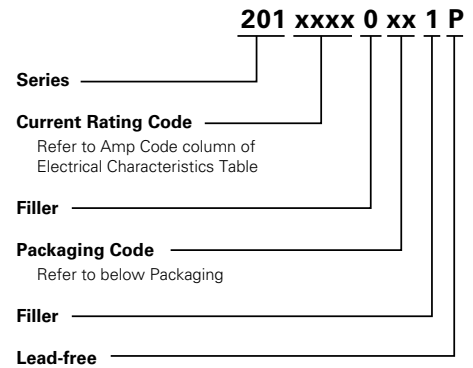 201 xxxx 0 xx 1 P
Series
Current Rating Code
Refer to Amp Code column of
Electrical Characteristics Table
Filler
Packaging Code
Refer to below Packaging
Filler
Lead-free